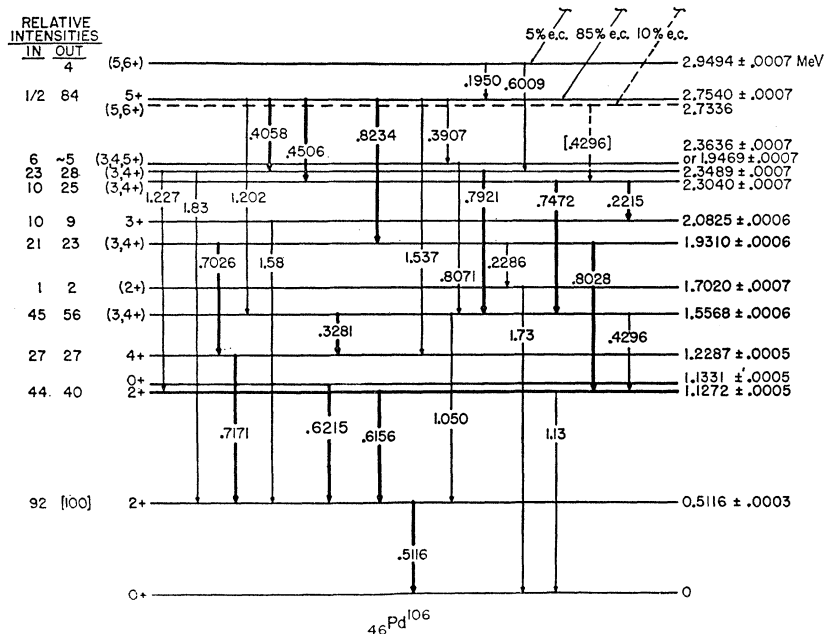 RELATIVE
INTENSITIES
IN OUT
5% e.c. 85% e.c. 10% e.c.
4 (5,6+) 2.9494 ± .0007 MeV
.1950 .6009
1/2 84 5+ 2.7540 ± .0007
(5,6+) 2.7336
.4058 .4506 .8234 .3907 [.4296]
2.3636 ± .0007
6 ~5 (3,4,5+) or 1.9469 ± .0007
23 28 (3,4+) 2.3489 ± .0007
10 25 (3,4+) 2.3040 ± .0007
1.227 1.83 1.202 .7921 .7472 .2215
10 9 3+ 2.0825 ± .0006
21 23 (3,4+) 1.9310 ± .0006
.7026 1.58 1.537 .8071 .2286 .8028
1 2 (2+) 1.7020 ± .0007
45 56 (3,4+) 1.5568 ± .0006
.3281 1.73 .4296
27 27 4+ 1.2287 ± .0005
0+ 1.1331 ± .0005
44. 40 2+ 1.1272 ± .0005
.7171 .6215 .6156 1.050 1.13
92 [100] 2+ 0.5116 ± .0003
.5116
0+ 0
46Pd106